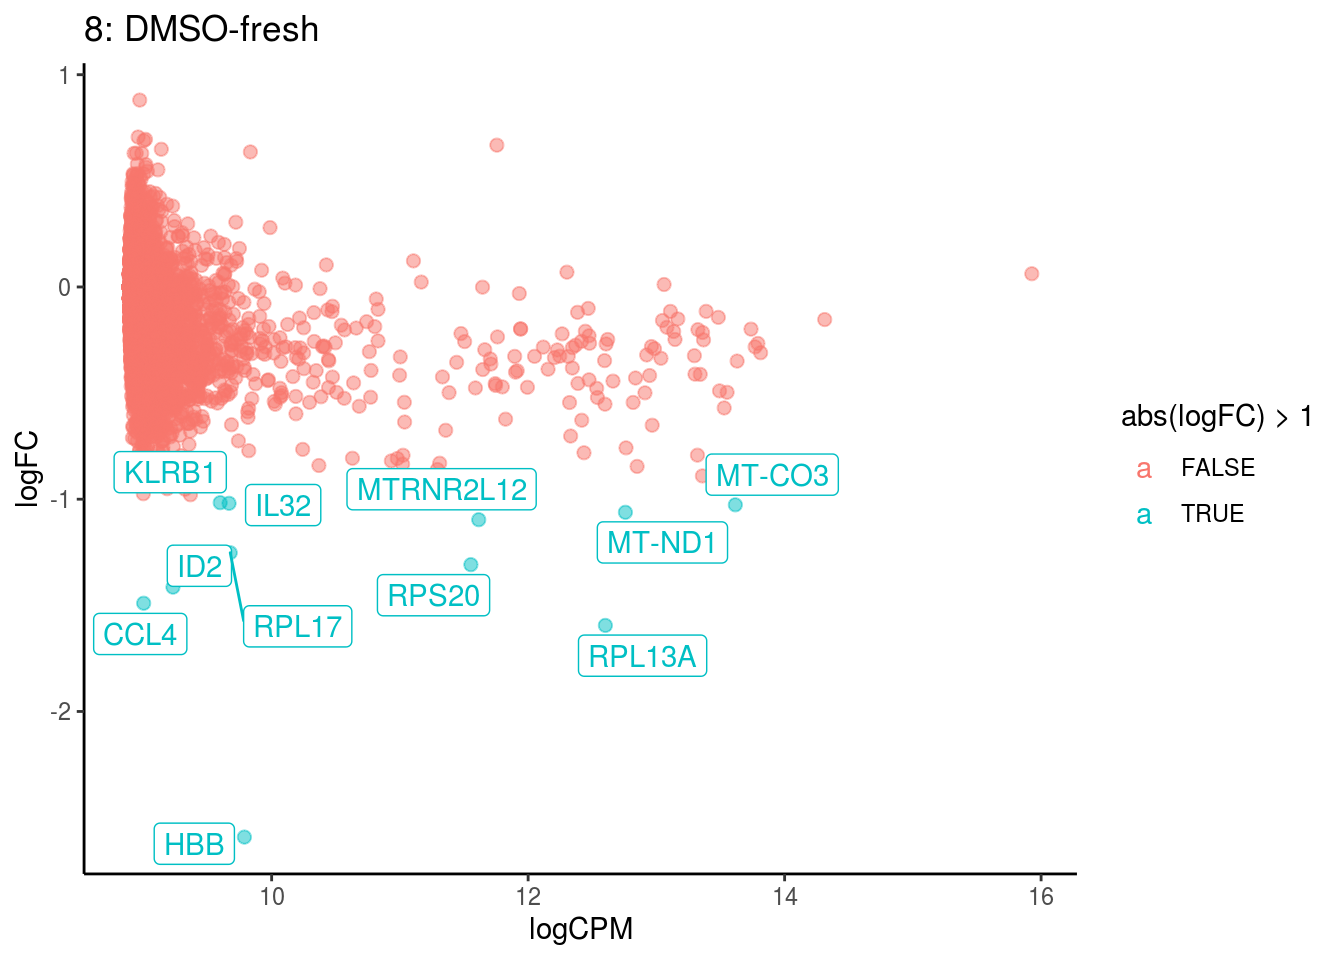 8: DMSO-fresh
1
0
-1
-2
logFC
KLRB1
IL32
MTRNR2L12
MT-CO3
MT-ND1
ID2
RPS20
RPL17
CCL4
RPL13A
HBB
10
12
14
16
logCPM
abs(logFC) > 1
a FALSE
a TRUE